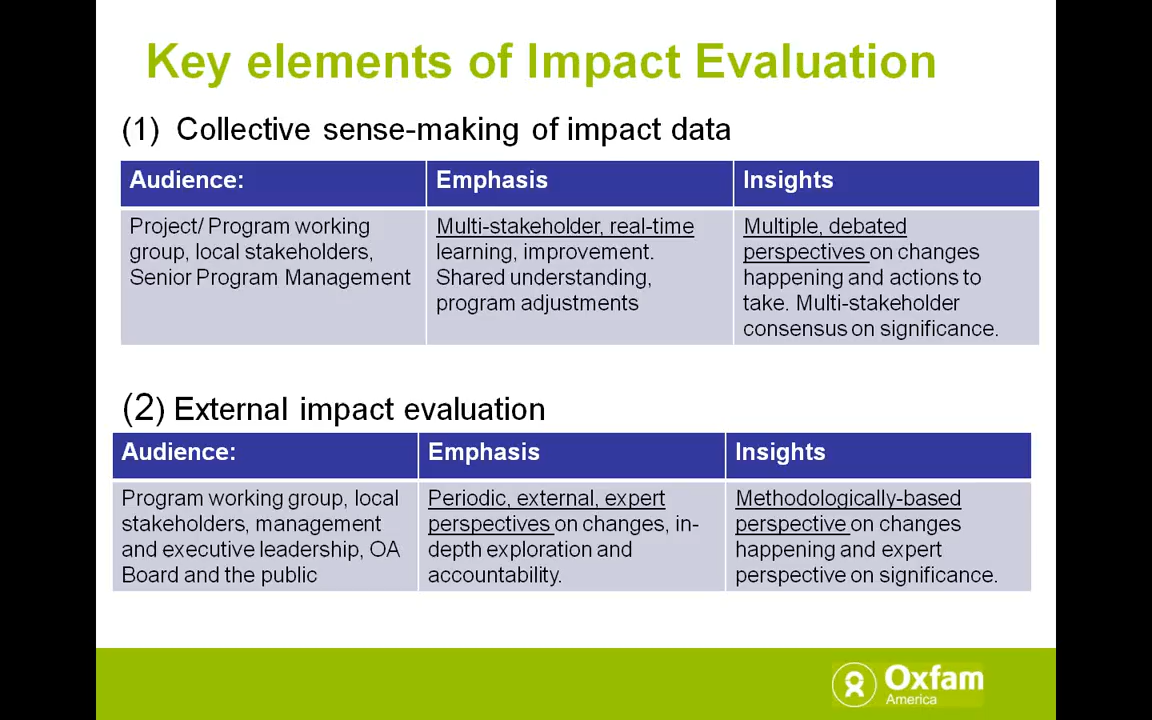 Key elements of Impact Evaluation
(1) Collective sense-making of impact data
Audience:
Emphasis
Insights
Project/ Program working
group, local stakeholders,
Senior Program Management
Multi-stakeholder, real-time
learning, improvement.
Shared understanding,
program adjustments
Multiple, debated
perspectives on changes
happening and actions to
take. Multi-stakeholder
consensus on significance.
(2) External impact evaluation
Audience:
Emphasis
Insights
Program working group, local
stakeholders, management
and executive leadership, OA
Board and the public
Periodic, external, expert
perspectives on changes, in-
depth exploration and
accountability.
Methodologically-based
perspective on changes
happening and expert
perspective on significance.
Oxfam
America